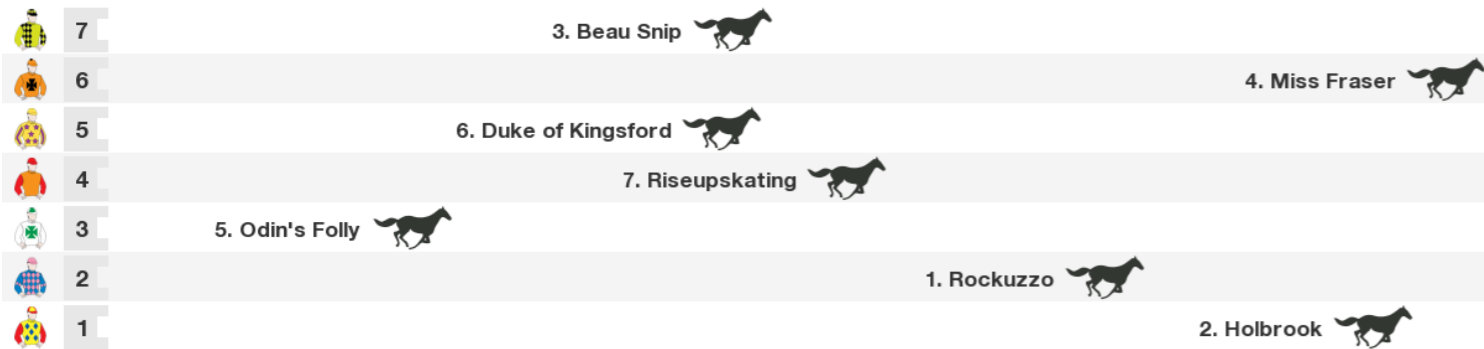 7 3. Beau Snip
6 4. Miss Fraser
5 6. Duke of Kingsford
4 7. Riseupskating
3 5. Odin's Folly
2 1. Rockuzzo
1 2. Holbrook